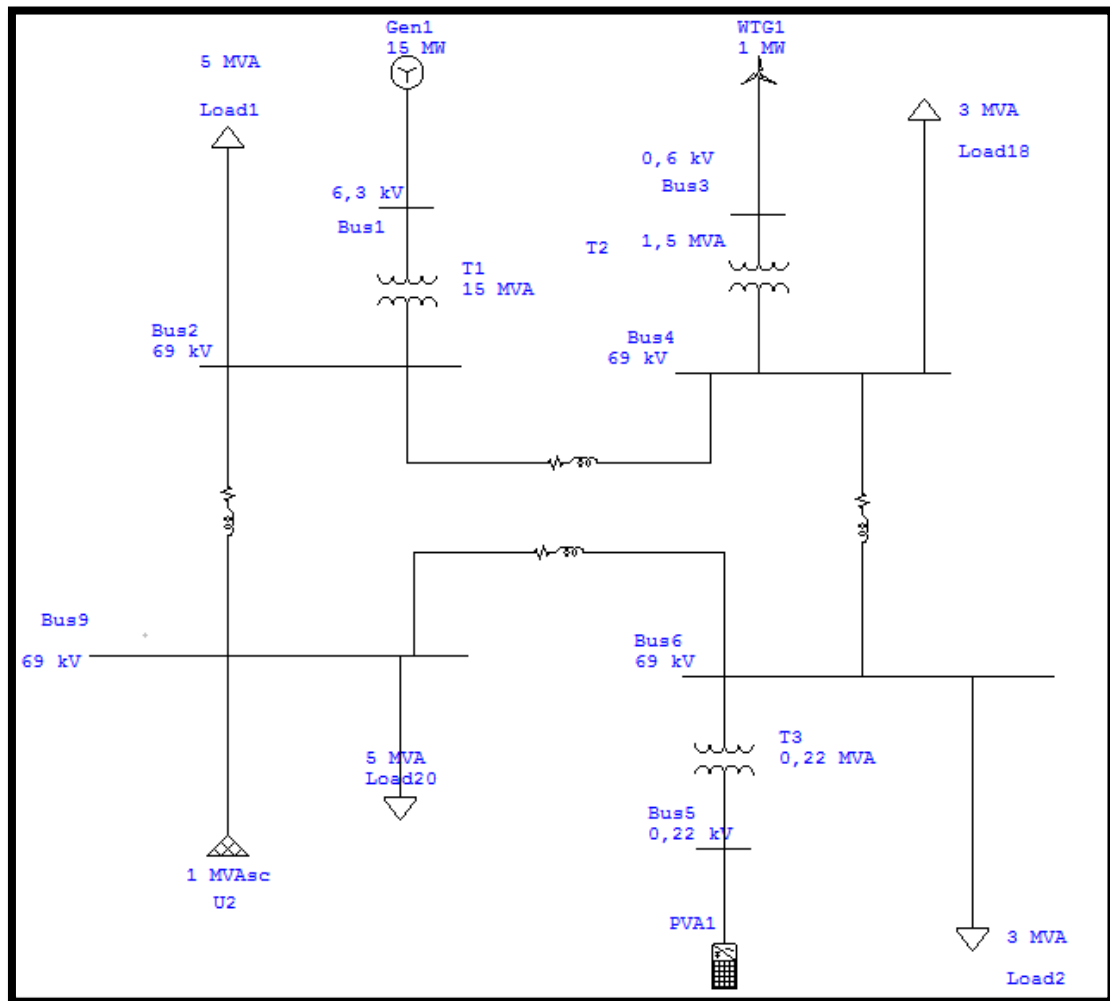 Gen1
15 MW
WTG1
1 MW
5 MVA
Load1
3 MVA
Load18
0,6 kV
Bus3
6,3 kV
Bus1
T2
1,5 MVA
T1
15 MVA
Bus2
69 kV
Bus4
69 kV
Bus9
69 kV
Bus6
69 kV
T3
0,22 MVA
5 MVA
Load20
Bus5
0,22 kV
1 MVAsc
U2
PVA1
3 MVA
Load2